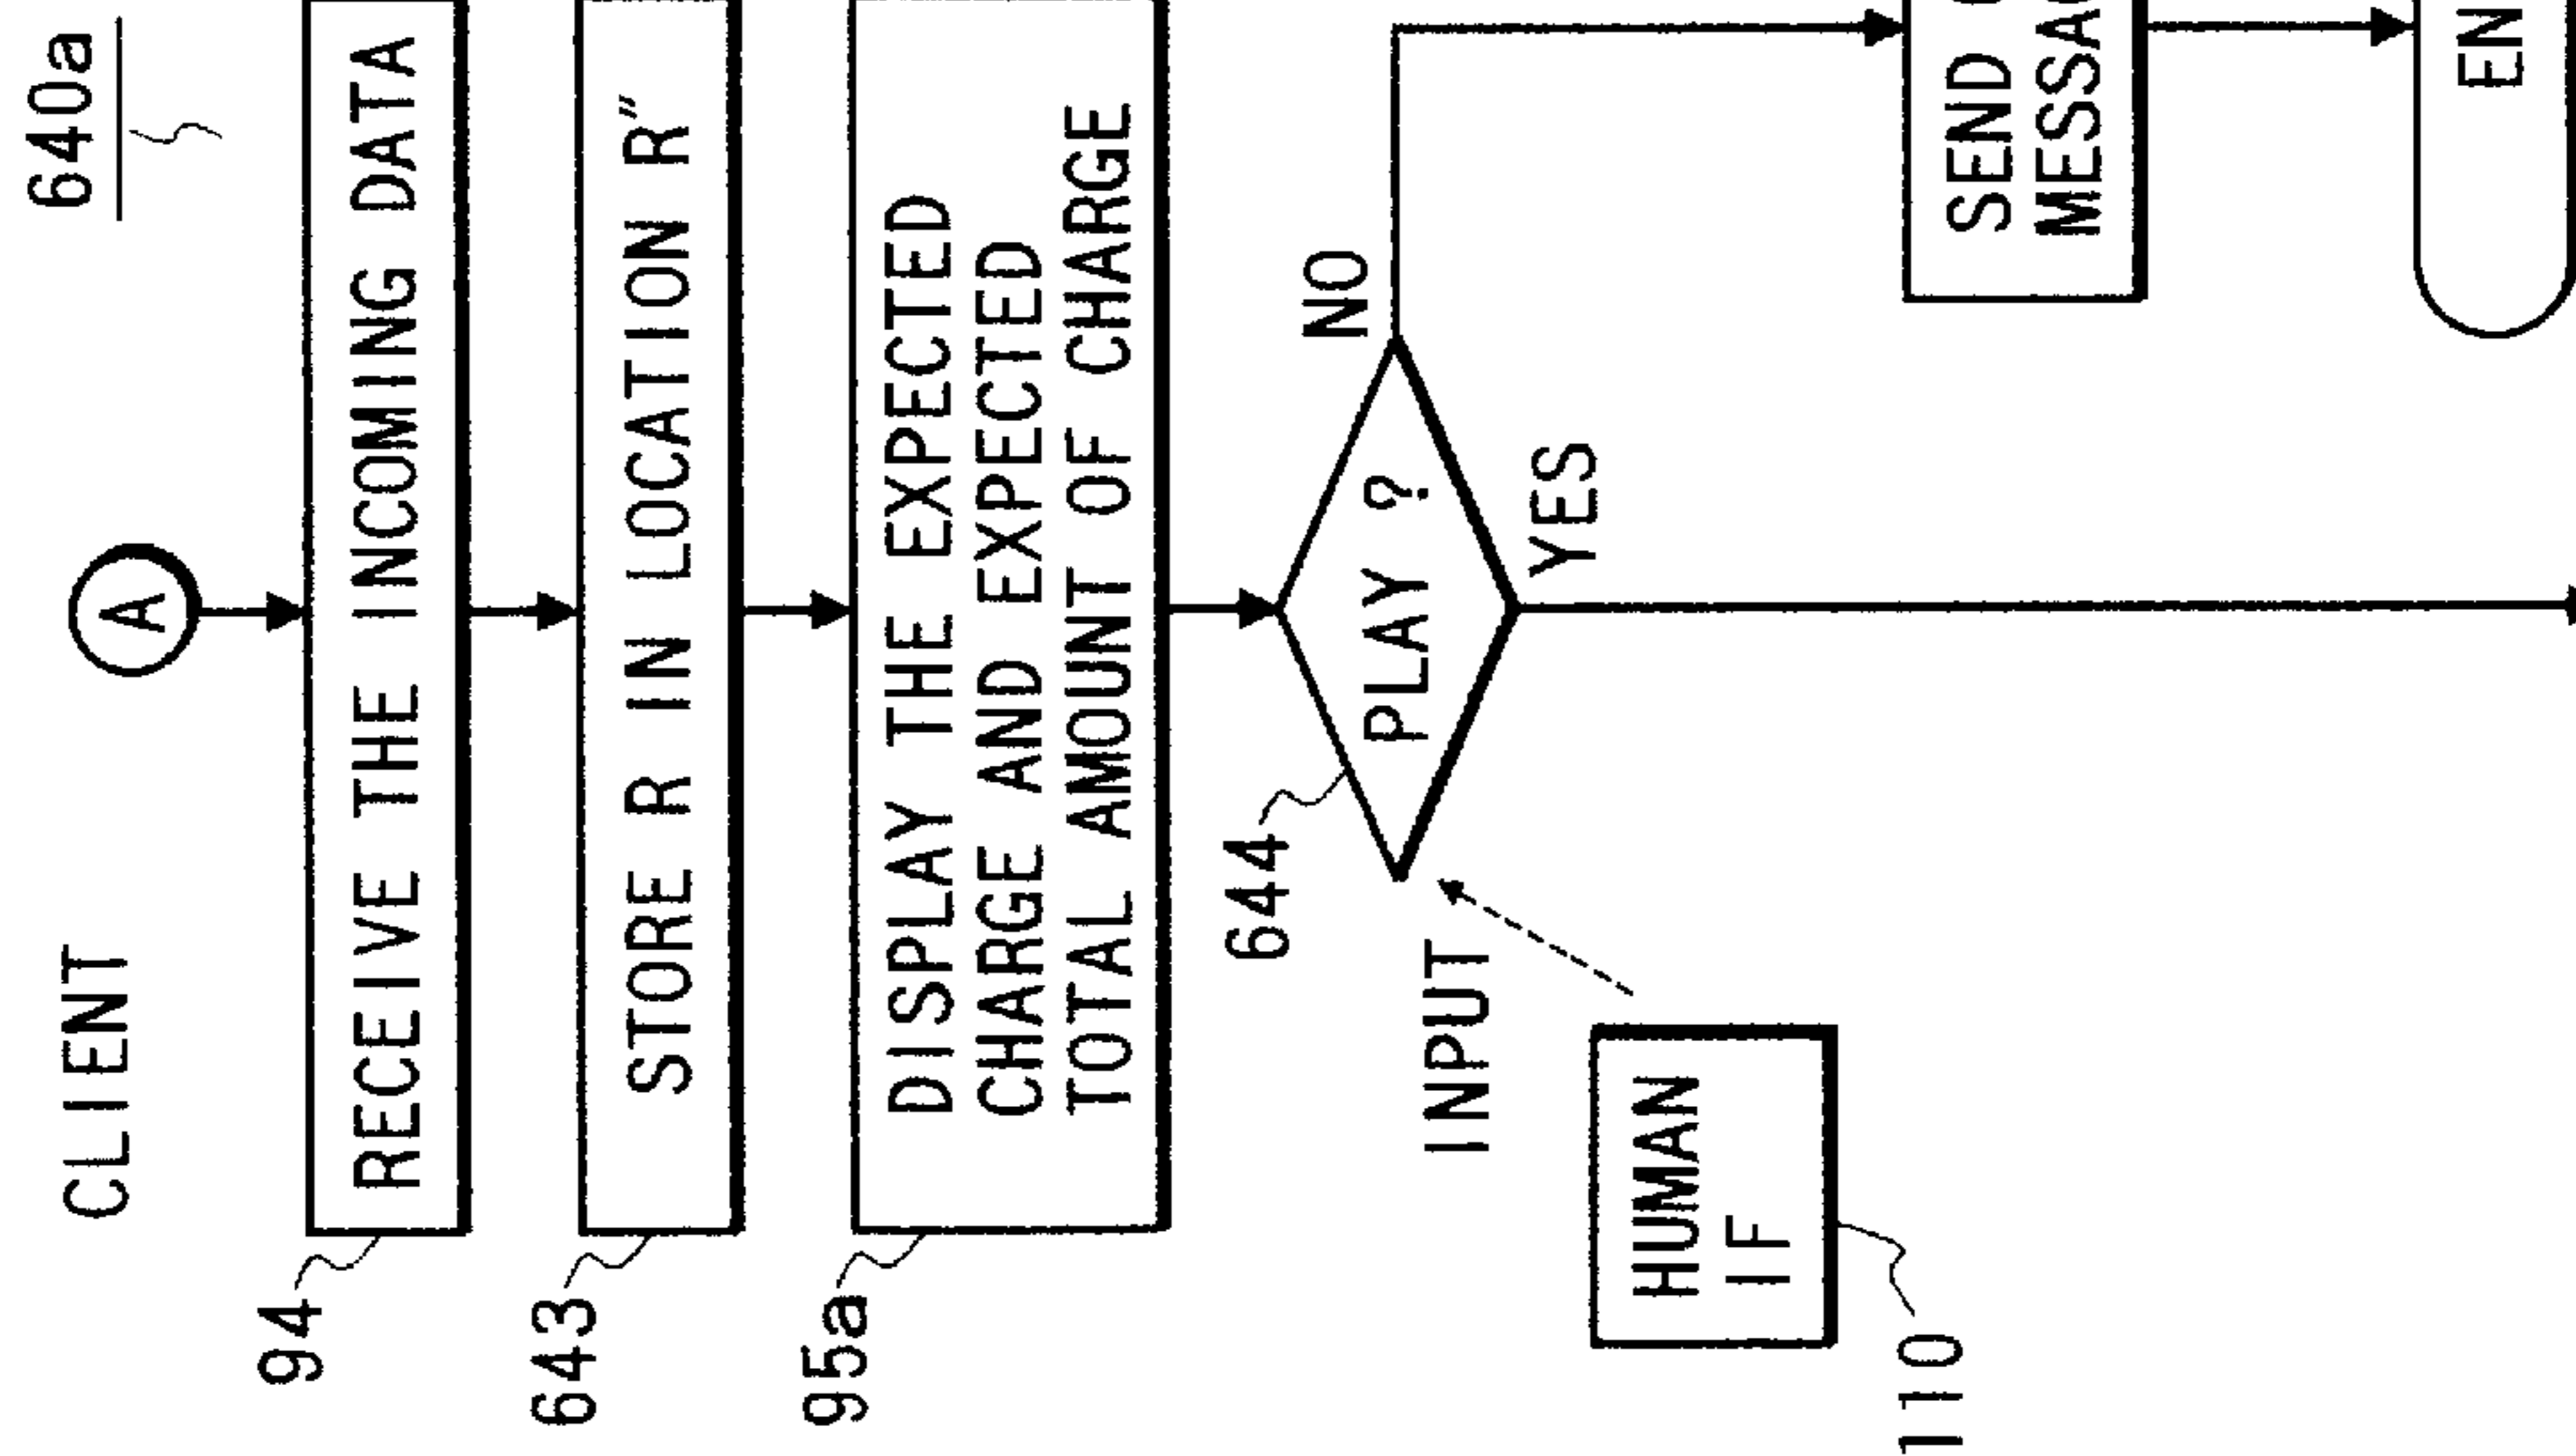 CLIENT
640a
A
94
RECEIVE THE INCOMING DATA
643
STORE R IN LOCATION R″
95a
DISPLAY THE EXPECTED
CHARGE AND EXPECTED
TOTAL AMOUNT OF CHARGE
644
PLAY ?
NO
YES
INPUT
HUMAN
IF
110
SEND